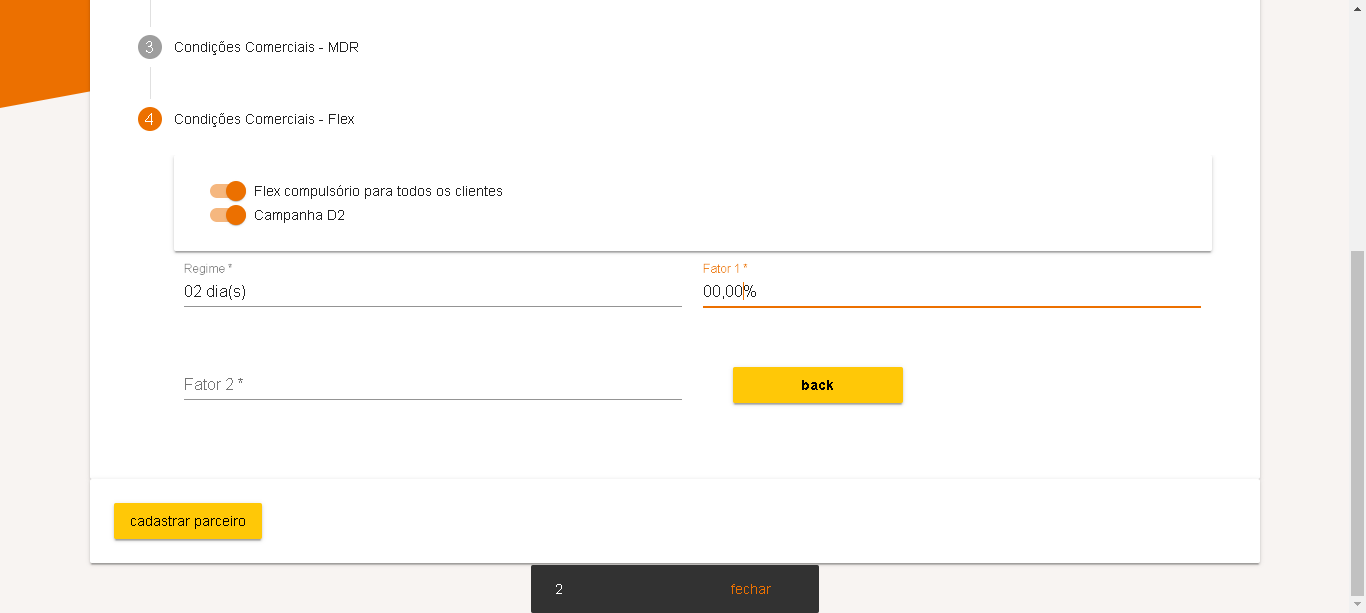 3 Condições Comerciais - MDR
4 Condições Comerciais - Flex
Flex compulsório para todos os clientes
Campanha D2
Regime * Fator 1 *
02 dia(s) 00,00%
Fator 2 * back
cadastrar parceiro
2 fechar